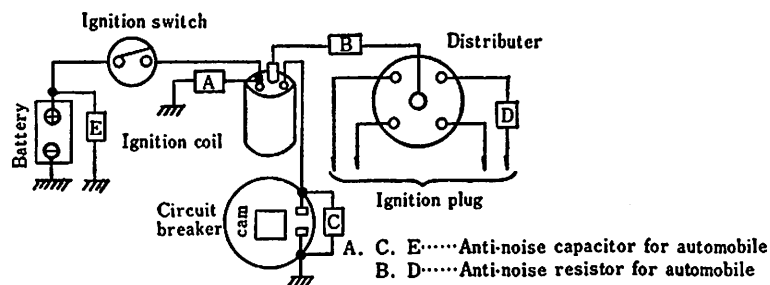 Ignition switch
B
Distributer
A
E
D
Battery
Ignition coil
Ignition plug
Circuit
breaker
cam
C
A. C. E······Anti-noise capacitor for automobile
B. D······Anti-noise resistor for automobile